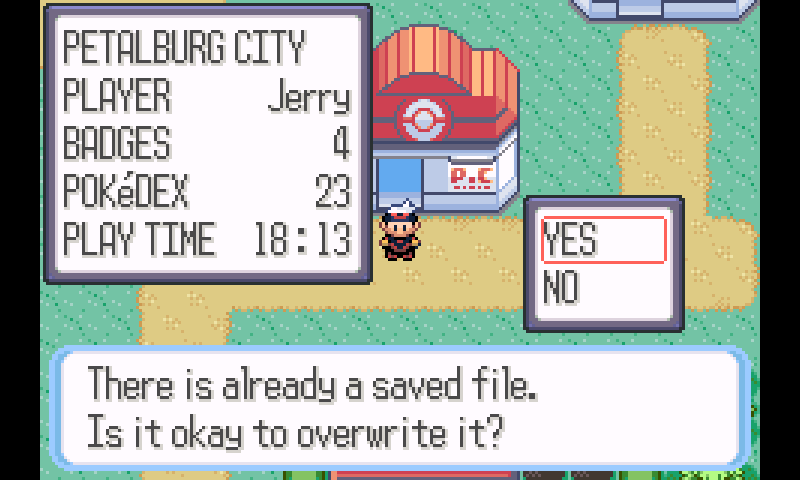 PETALBURG CITY
PLAYER Jerry
BADGES 4
POKéDEX 23
PLAY TIME 18:13
P.C
YES
NO
There is already a saved file.
Is it okay to overwrite it?